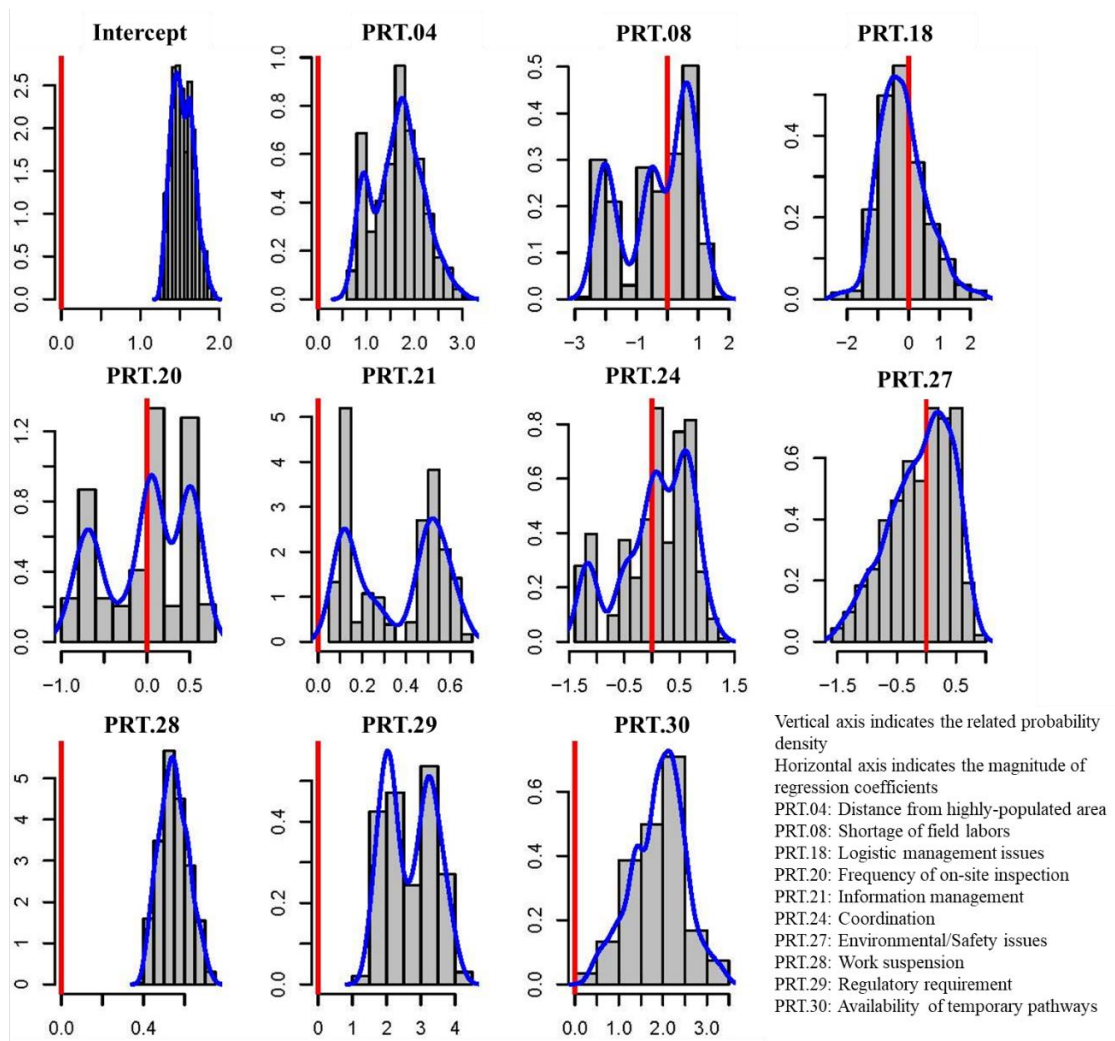 Intercept
PRT.04
PRT.08
PRT.18
0.0 0.5 1.0 1.5 2.0 2.5
0.0 0.2 0.4 0.6 0.8 1.0
0.0 0.1 0.2 0.3 0.4 0.5
0.0 0.2 0.4
0.0 1.0 2.0
0.0 1.0 2.0 3.0
−3 −1 0 1 2
−2 0 1 2
PRT.20
PRT.21
PRT.24
PRT.27
0.0 0.4 0.8 1.2
0 1 2 3 4 5
0.0 0.2 0.4 0.6 0.8
0.0 0.2 0.4 0.6
−1.0 0.0 0.5
0.0 0.2 0.4 0.6
−1.5 −0.5 0.5 1.5
−1.5 −0.5 0.5
PRT.28
PRT.29
PRT.30
0 1 2 3 4 5
0.0 0.2 0.4
0.0 0.2 0.4 0.6
0.0 0.4
0 1 2 3 4
0.0 1.0 2.0 3.0
Vertical axis indicates the related probability
density
Horizontal axis indicates the magnitude of
regression coefficients
PRT.04: Distance from highly-populated area
PRT.08: Shortage of field labors
PRT.18: Logistic management issues
PRT.20: Frequency of on-site inspection
PRT.21: Information management
PRT.24: Coordination
PRT.27: Environmental/Safety issues
PRT.28: Work suspension
PRT.29: Regulatory requirement
PRT.30: Availability of temporary pathways